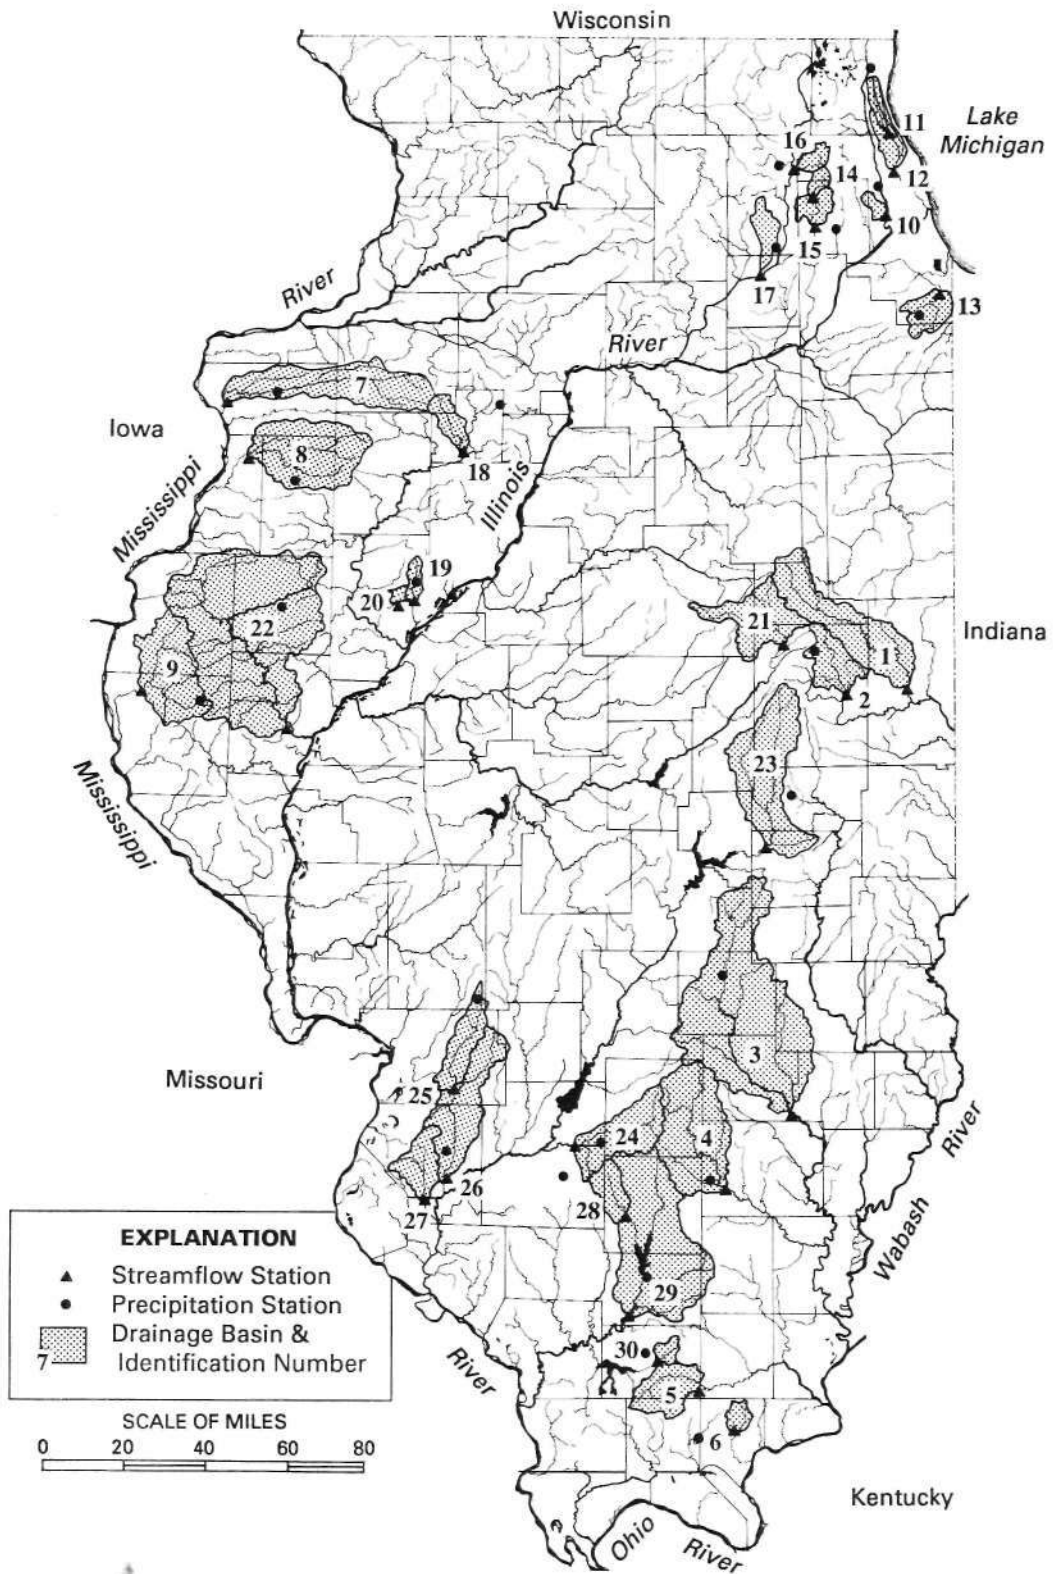 Wisconsin
Lake
Michigan
11
16
14
12
10
15
17
13
River
River
7
Iowa
8
18
Mississippi
Illinois
19
20
21
22
Indiana
9
1
2
23
Mississippi
3
Missouri
25
24
4
River
26
28
27
Wabash
29
EXPLANATION
Streamflow Station
Precipitation Station
Drainage Basin &
7 Identification Number
River
30
5
6
SCALE OF MILES
0 20 40 60 80
Kentucky
Ohio
River